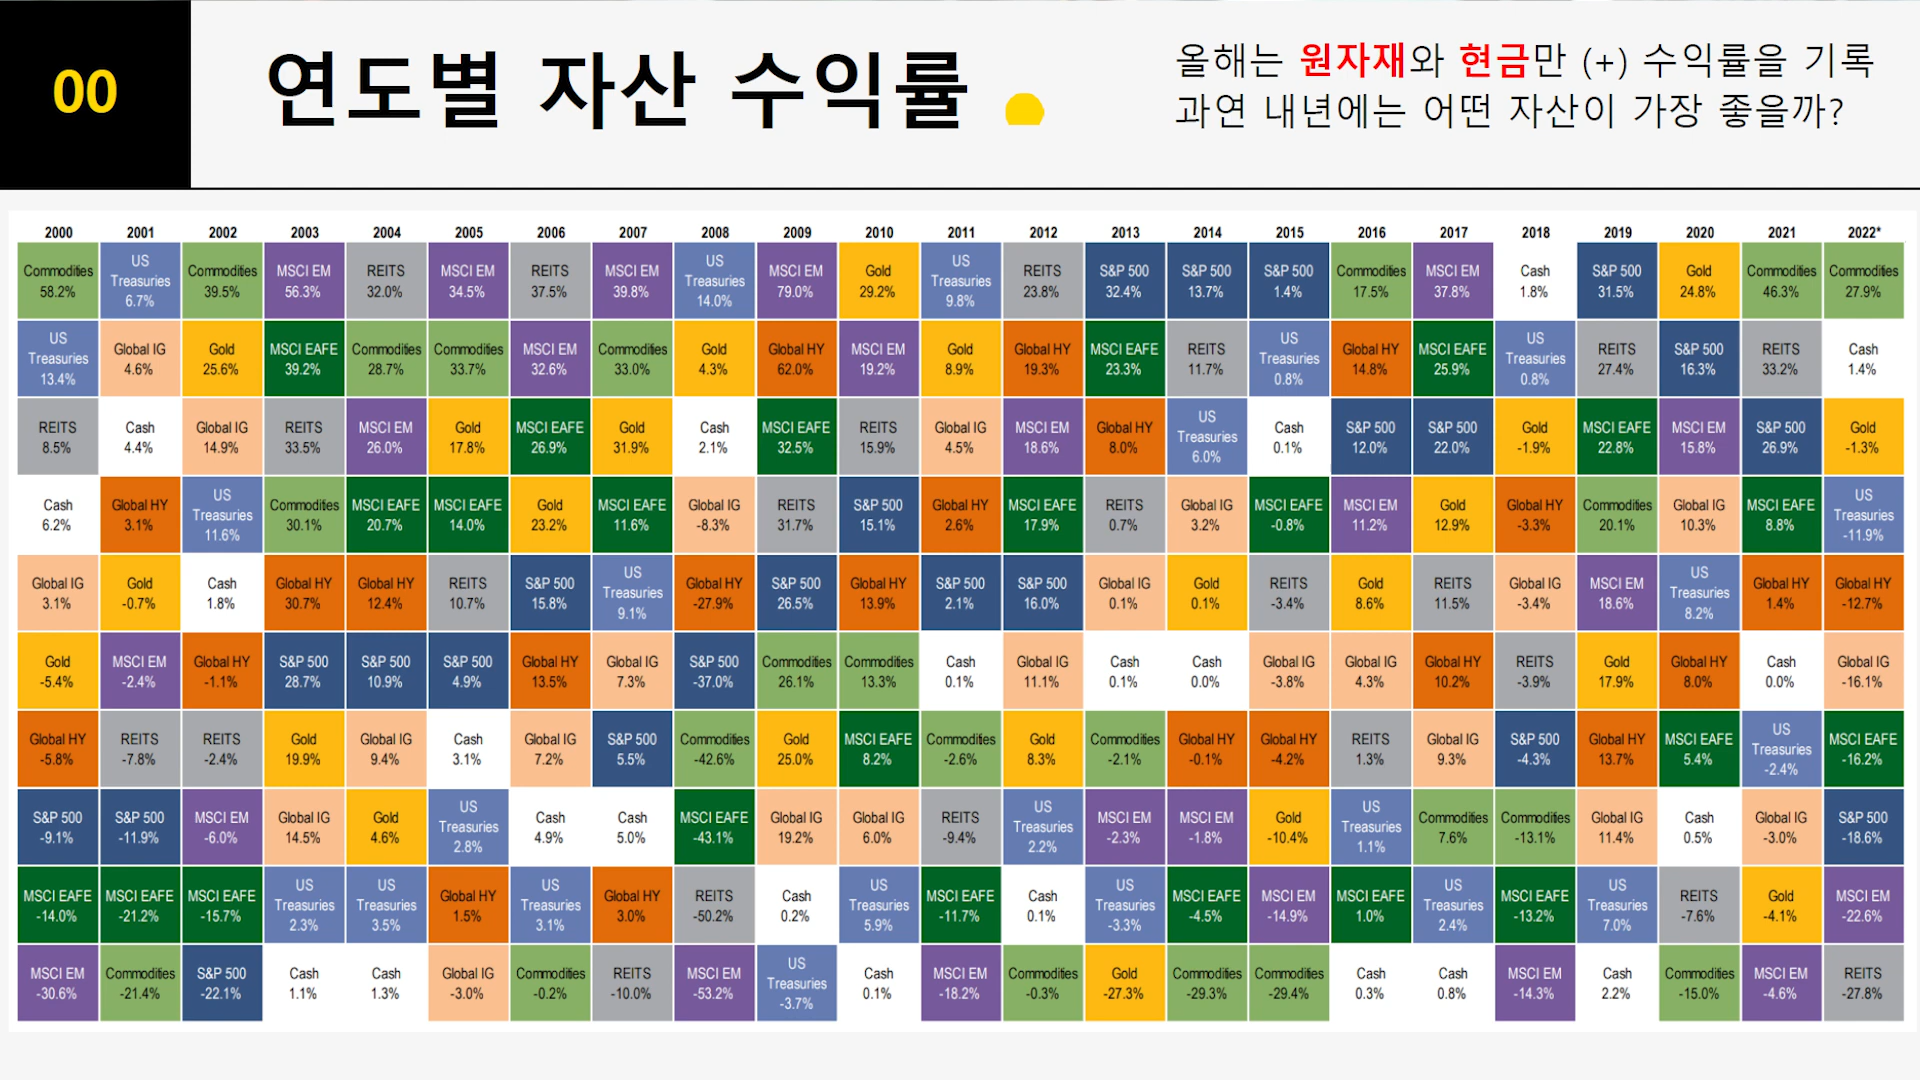 00
연도별 자산 수익률
올해는 원자재와 현금만 (+) 수익률을 기록
과연 내년에는 어떤 자산이 가장 좋을까?
2000 2001 2002 2003 2004 2005 2006 2007 2008 2009 2010 2011 2012 2013 2014 2015 2016 2017 2018 2019 2020 2021 2022*
Commodities 58.2% US Treasuries 6.7% Commodities 39.5% MSCI EM 56.3% REITS 32.0% MSCI EM 34.5% REITS 37.5% MSCI EM 39.8% US Treasuries 14.0% MSCI EM 79.0% Gold 29.2% US Treasuries 9.8% REITS 23.8% S&P 500 32.4% S&P 500 13.7% S&P 500 1.4% Commodities 17.5% MSCI EM 37.8% Cash 1.8% S&P 500 31.5% Gold 24.8% Commodities 46.3% Commodities 27.9%
US Treasuries 13.4% Global IG 4.6% Gold 25.6% MSCI EAFE 39.2% Commodities 28.7% Commodities 33.7% MSCI EM 32.6% Commodities 33.0% Gold 4.3% Global HY 62.0% MSCI EM 19.2% Gold 8.9% Global HY 19.3% MSCI EAFE 23.3% REITS 11.7% US Treasuries 0.8% Global HY 14.8% MSCI EAFE 25.9% US Treasuries 0.8% REITS 27.4% S&P 500 16.3% REITS 33.2% Cash 1.4%
REITS 8.5% Cash 4.4% Global IG 14.9% REITS 33.5% MSCI EM 26.0% Gold 17.8% MSCI EAFE 26.9% Gold 31.9% Cash 2.1% MSCI EAFE 32.5% REITS 15.9% Global IG 4.5% MSCI EM 18.6% Global HY 8.0% US Treasuries 6.0% Cash 0.1% S&P 500 12.0% S&P 500 22.0% Gold -1.9% MSCI EAFE 22.8% MSCI EM 15.8% S&P 500 26.9% Gold -1.3%
Cash 6.2% Global HY 3.1% US Treasuries 11.6% Commodities 30.1% MSCI EAFE 20.7% MSCI EAFE 14.0% Gold 23.2% MSCI EAFE 11.6% Global IG -8.3% REITS 31.7% S&P 500 15.1% Global HY 2.6% MSCI EAFE 17.9% REITS 0.7% Global IG 3.2% MSCI EAFE -0.8% MSCI EM 11.2% Gold 12.9% Global HY -3.3% Commodities 20.1% Global IG 10.3% MSCI EAFE 8.8% US Treasuries -11.9%
Global IG 3.1% Gold -0.7% Cash 1.8% Global HY 30.7% Global HY 12.4% REITS 10.7% S&P 500 15.8% US Treasuries 9.1% Global HY -27.9% S&P 500 26.5% Global HY 13.9% S&P 500 2.1% S&P 500 16.0% Global IG 0.1% Gold 0.1% REITS -3.4% Gold 8.6% REITS 11.5% Global IG -3.4% MSCI EM 18.6% US Treasuries 8.2% Global HY 1.4% Global HY -12.7%
Gold -5.4% MSCI EM -2.4% Global HY -1.1% S&P 500 28.7% S&P 500 10.9% S&P 500 4.9% Global HY 13.5% Global IG 7.3% S&P 500 -37.0% Commodities 26.1% Commodities 13.3% Cash 0.1% Global IG 11.1% Cash 0.1% Cash 0.0% Global IG -3.8% Global IG 4.3% Global HY 10.2% REITS -3.9% Gold 17.9% Global HY 8.0% Cash 0.0% Global IG -16.1%
Global HY -5.8% REITS -7.8% REITS -2.4% Gold 19.9% Global IG 9.4% Cash 3.1% Global IG 7.2% S&P 500 5.5% Commodities -42.6% Gold 25.0% MSCI EAFE 8.2% Commodities -2.6% Gold 8.3% Commodities -2.1% Global HY -0.1% Global HY -4.2% REITS 1.3% Global IG 9.3% S&P 500 -4.3% Global HY 13.7% MSCI EAFE 5.4% US Treasuries -2.4% MSCI EAFE -16.2%
S&P 500 -9.1% S&P 500 -11.9% MSCI EM -6.0% Global IG 14.5% Gold 4.6% US Treasuries 2.8% Cash 4.9% Cash 5.0% MSCI EAFE -43.1% Global IG 19.2% Global IG 6.0% REITS -9.4% US Treasuries 2.2% MSCI EM -2.3% MSCI EM -1.8% Gold -10.4% US Treasuries 1.1% Commodities 7.6% Commodities -13.1% Global IG 11.4% Cash 0.5% Global IG -3.0% S&P 500 -18.6%
MSCI EAFE -14.0% MSCI EAFE -21.2% MSCI EAFE -15.7% US Treasuries 2.3% US Treasuries 3.5% Global HY 1.5% US Treasuries 3.1% Global HY 3.0% REITS -50.2% Cash 0.2% US Treasuries 5.9% MSCI EAFE -11.7% Cash 0.1% US Treasuries -3.3% MSCI EAFE -4.5% MSCI EM -14.9% MSCI EAFE 1.0% US Treasuries 2.4% MSCI EAFE -13.2% US Treasuries 7.0% REITS -7.6% Gold -4.1% MSCI EM -22.6%
MSCI EM -30.6% Commodities -21.4% S&P 500 -22.1% Cash 1.1% Cash 1.3% Global IG -3.0% Commodities -0.2% REITS -10.0% MSCI EM -53.2% US Treasuries -3.7% Cash 0.1% MSCI EM -18.2% Commodities -0.3% Gold -27.3% Commodities -29.3% Commodities -29.4% Cash 0.3% Cash 0.8% MSCI EM -14.3% Cash 2.2% Commodities -15.0% MSCI EM -4.6% REITS -27.8%